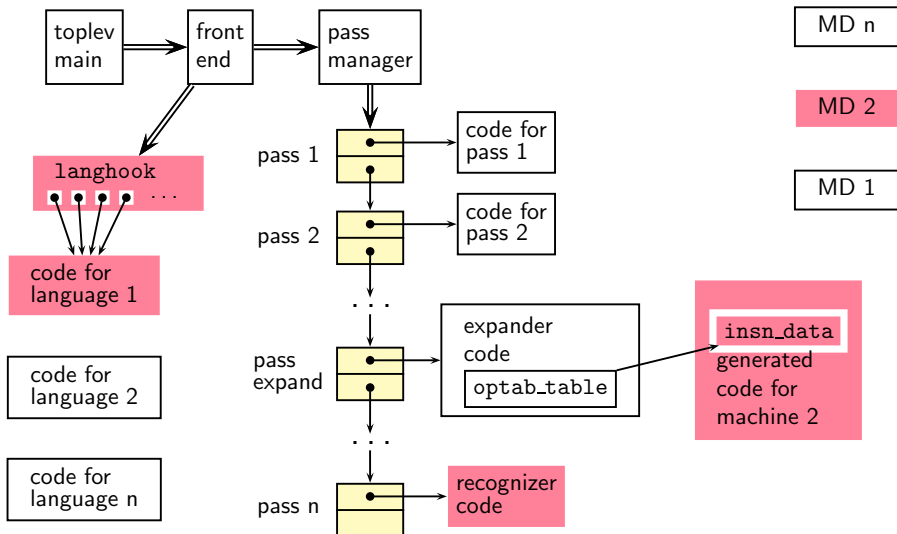 toplev
main
front
end
pass
manager
MD n
MD 2
MD 1
pass 1
code for
pass 1
langhook
. . .
pass 2
code for
pass 2
code for
language 1
. . .
pass
expand
expander
code
optab_table
insn_data
generated
code for
machine 2
code for
language 2
. . .
code for
language n
pass n
recognizer
code